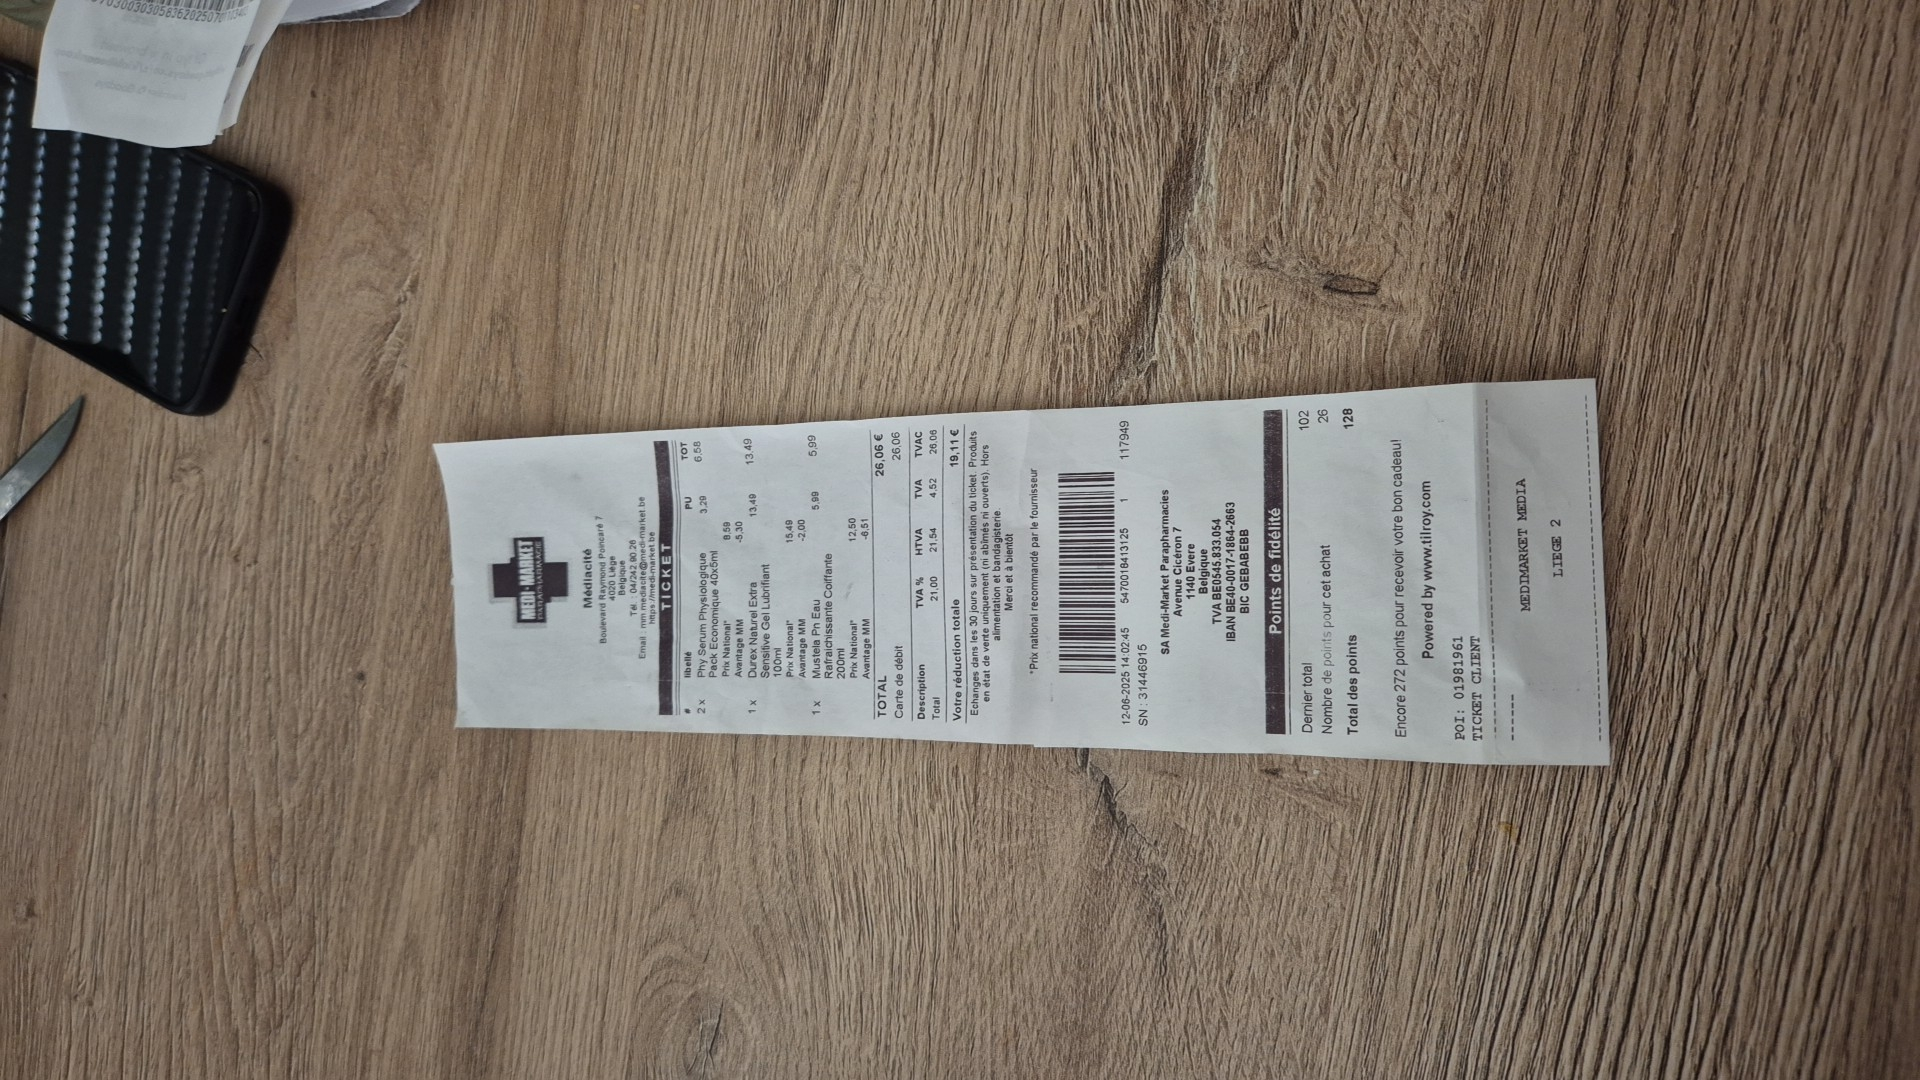 MEDI-MARKET
Médiacité
Boulevard Raymond Poincaré 7
4020 Liège
Belgique
Tél. : 04/242.90.26
Email : mm.mediacite@medi-market.be
https://medi-market.be
TICKET
# libellé PU TOT
2 x Phy Serum Physiologique 3,29 6,58
Pack Ecconomique 40x5ml
Prix National* 8,59
Avantage MM -5,30
1 x Durex Naturel Extra 13,49 13,49
Sensitive Gel Lubrifiant
100ml
Prix National* 15,49
Avantage MM -2,00
1 x Mustela Pn Eau 5,99 5,99
Rafraichissante Coiffante
200ml
Prix National* 12,50
Avantage MM -6,51
TOTAL 26,06 €
Carte de débit 26,06
Description TVA % HTVA TVA TVAC
Total 21,00 21,54 4,52 26,06
Votre réduction totale 19,11 €
Echanges dans les 30 jours sur présentation du ticket. Produits
en état de vente uniquement (ni abîmés ni ouverts). Hors
alimentation et bandagisterie.
Merci et à bientôt
*Prix national recommandé par le fournisseur
12-06-2025 14:02:45 5470018413125 1 117949
SN : 31446915
SA Medi-Market Parapharmacies
Avenue Cicéron 7
1140 Evere
Belgique
TVA BE0545.833.054
IBAN BE40-0017-1864-2663
BIC GEBABEBB
Points de fidélité
Dernier total 102
Nombre de points pour cet achat 26
Total des points 128
Encore 272 points pour recevoir votre bon cadeau!
Powered by www.tilroy.com
POI: 01981961
TICKET CLIENT
MEDIMARKET MEDIA
LIEGE 2